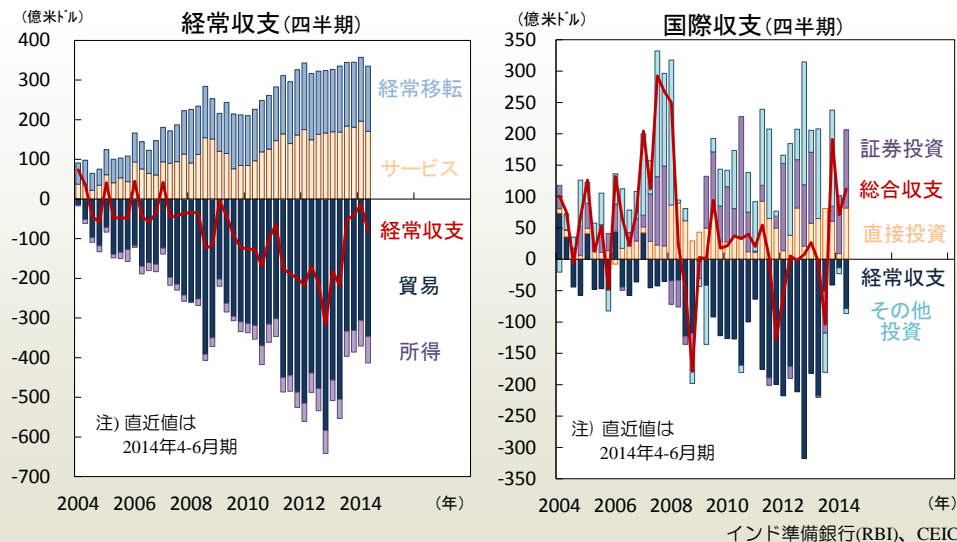 (億米ドル)
経常収支(四半期)
400
300
200
100
0
-100
-200
-300
-400
-500
-600
-700
経常移転
サービス
経常収支
貿易
所得
注) 直近値は
2014年4-6月期
2004 2006 2008 2010 2012 2014 (年)
(億米ドル)
国際収支(四半期)
350
300
250
200
150
100
50
0
-50
-100
-150
-200
-250
-300
-350
証券投資
総合収支
直接投資
経常収支
その他
投資
注) 直近値は
2014年4-6月期
2004 2006 2008 2010 2012 2014 (年)
インド準備銀行(RBI)、CEIC